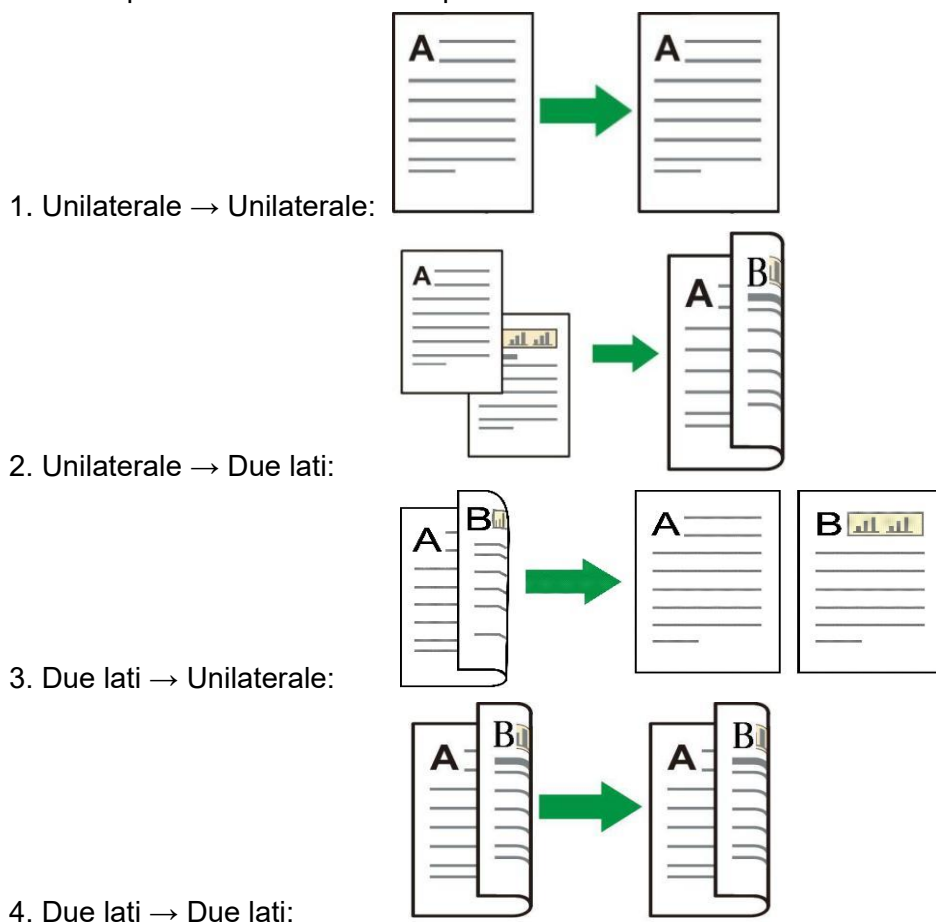 A
A
1. Unilaterale → Unilaterale:
A
A
B
2. Unilaterale → Due lati:
A
B
A
B
3. Due lati → Unilaterale:
A
B
A
B
4. Due lati → Due lati: